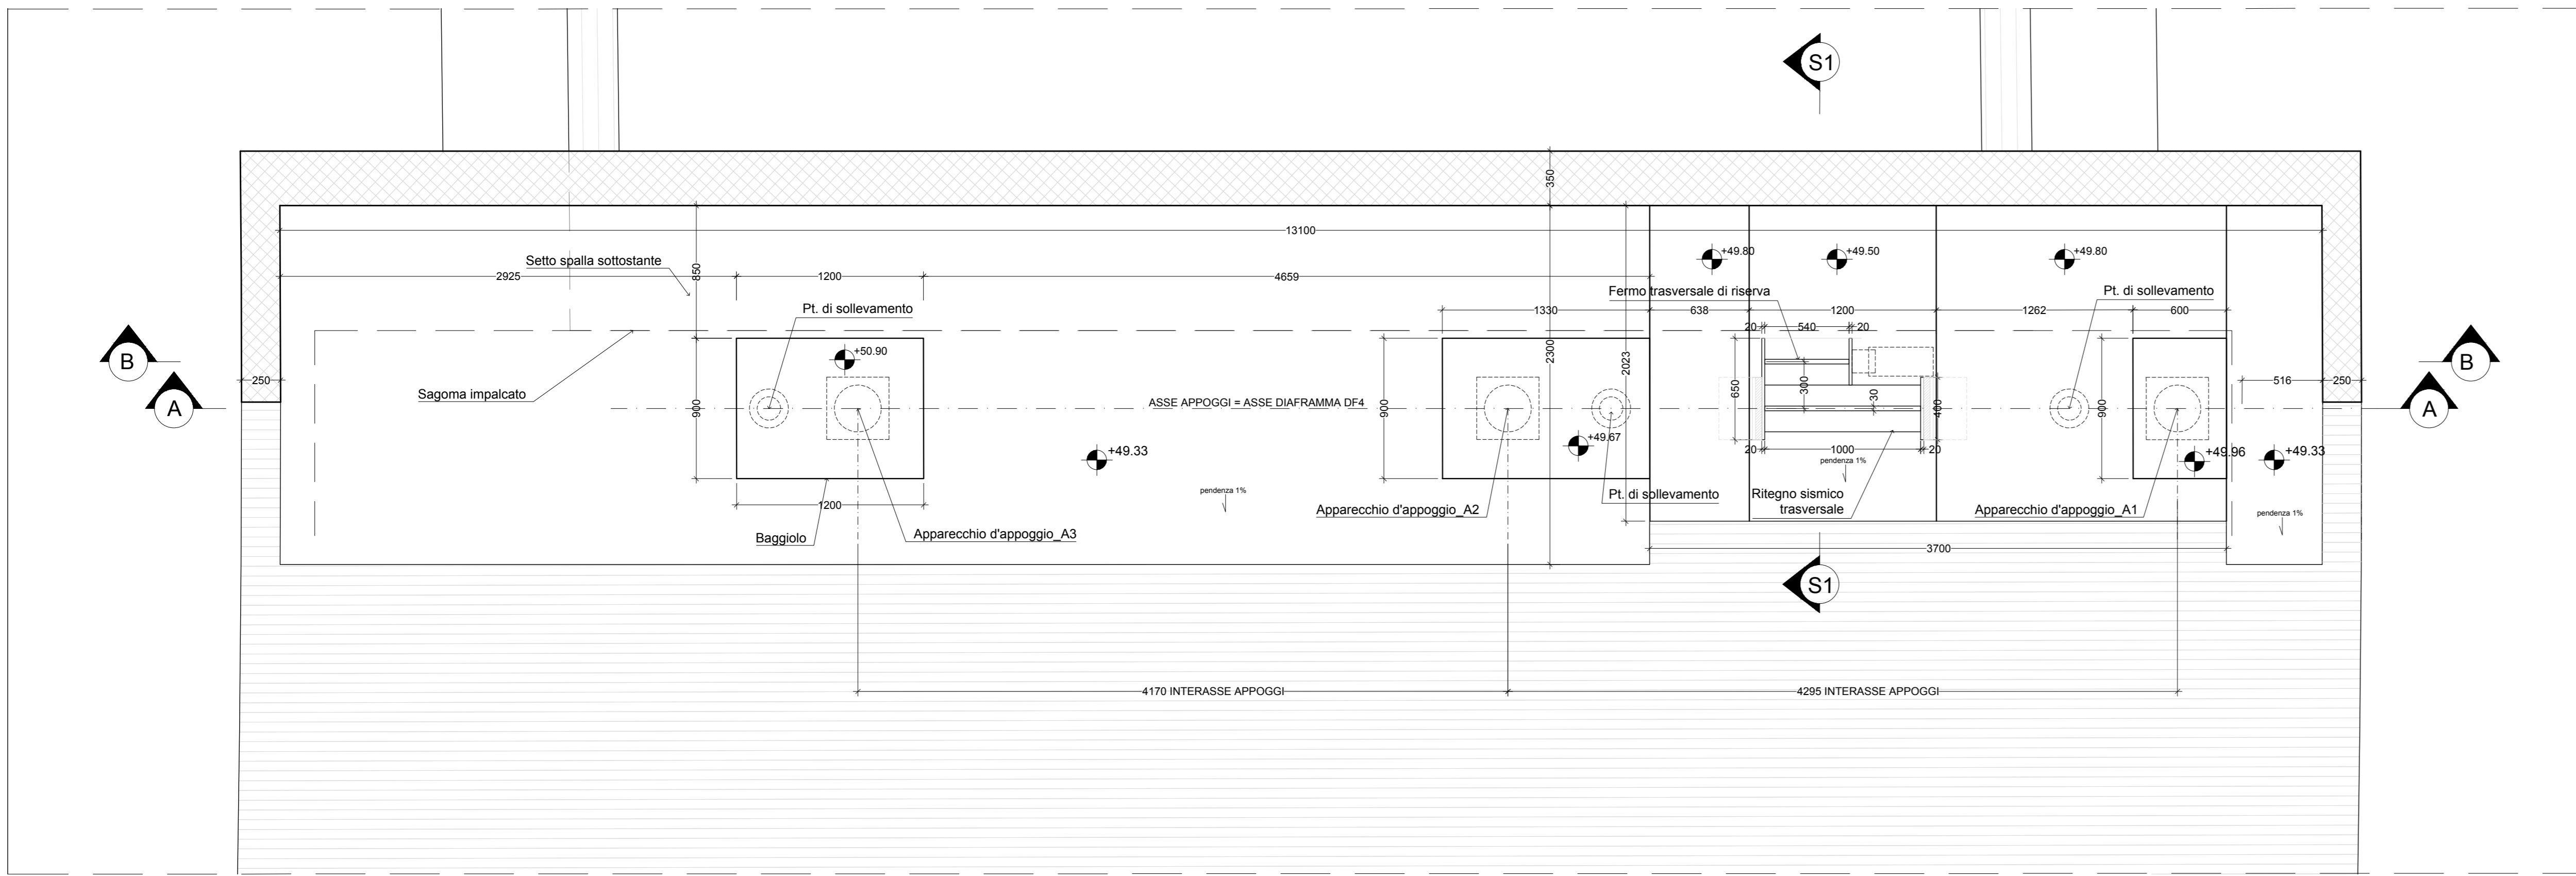 S1
350
13100
+49.80
+49.50
+49.80
Setto spalla sottostante
850
2925
1200
4659
Fermo trasversale di riserva
Pt. di sollevamento
Pt. di sollevamento
1330
638
1200
1262
600
20
540
20
2300
2023
+50.90
B
B
Sagoma impalcato
250
516
250
650
300
30
400
A
ASSE APPOGGI = ASSE DIAFRAMMA DF4
A
900
900
900
+49.67
+49.33
20
1000
20
+49.96
+49.33
pendenza 1%
pendenza 1%
Pt. di sollevamento
Ritegno sismico
trasversale
1200
Apparecchio d'appoggio_A2
Apparecchio d'appoggio_A1
pendenza 1%
Baggiolo
Apparecchio d'appoggio_A3
3700
S1
4170 INTERASSE APPOGGI
4295 INTERASSE APPOGGI